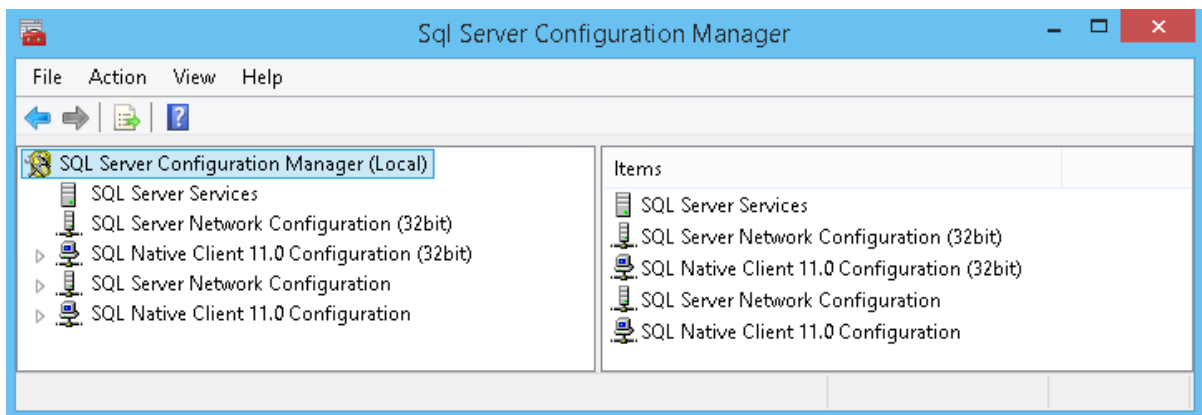 Sql Server Configuration Manager
File Action View Help
SQL Server Configuration Manager (Local)
SQL Server Services
SQL Server Network Configuration (32bit)
SQL Native Client 11.0 Configuration (32bit)
SQL Server Network Configuration
SQL Native Client 11.0 Configuration
Items
SQL Server Services
SQL Server Network Configuration (32bit)
SQL Native Client 11.0 Configuration (32bit)
SQL Server Network Configuration
SQL Native Client 11.0 Configuration